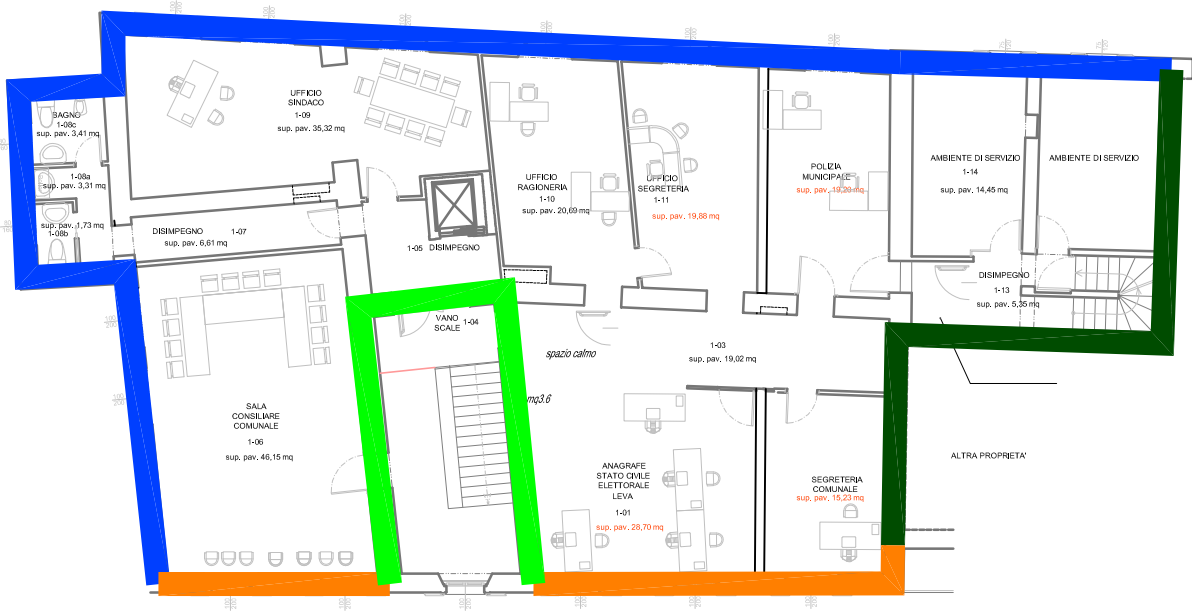 UFFICIO
SINDACO
1-09
sup. pav. 35,32 mq
BAGNO
1-08c
sup. pav. 3,41 mq
1-08a
sup. pav. 3,31 mq
sup. pav. 1,73 mq
1-08b
DISIMPEGNO 1-07
sup. pav. 6,61 mq
1-05 DISIMPEGNO
UFFICIO
RAGIONERIA
1-10
sup. pav. 20,69 mq
UFFICIO
SEGRETERIA
1-11
sup. pav. 19,88 mq
POLIZIA
MUNICIPALE
sup. pav. 19,20 mq
AMBIENTE DI SERVIZIO
1-14
sup. pav. 14,45 mq
AMBIENTE DI SERVIZIO
DISIMPEGNO
1-13
sup. pav. 5,35 mq
VANO
SCALE
1-04
spazio calmo
mq3.6
1-03
sup. pav. 19,02 mq
SALA
CONSILIARE
COMUNALE
1-06
sup. pav. 46,15 mq
ANAGRAFE
STATO CIVILE
ELETTORALE
LEVA
1-01
sup. pav. 28,70 mq
SEGRETERIA
COMUNALE
sup. pav. 15,23 mq
ALTRA PROPRIETA'